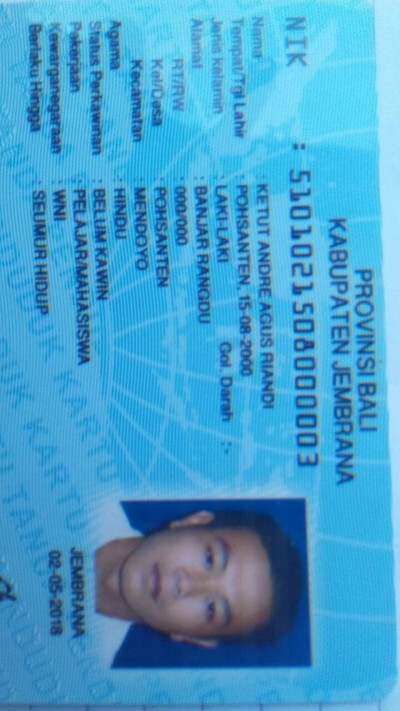 PROVINSI BALI
KABUPATEN JEMBRANA
NIK : 5101021508000003
Nama : KETUT ANDRE AGUS RIANDI
Tempat/Tgl Lahir : POHSANTEN, 15-08-2000
Jenis kelamin : LAKI-LAKI Gol. Darah : -
Alamat : BANJAR RANGDU
RT/RW : 000/000
Kel/Desa : POHSANTEN
Kecamatan : MENDOYO
Agama : HINDU
Status Perkawinan : BELUM KAWIN
Pekerjaan : PELAJAR/MAHASISWA
Kewarganegaraan : WNI
Berlaku Hingga : SEUMUR HIDUP
JEMBRANA
02-05-2018